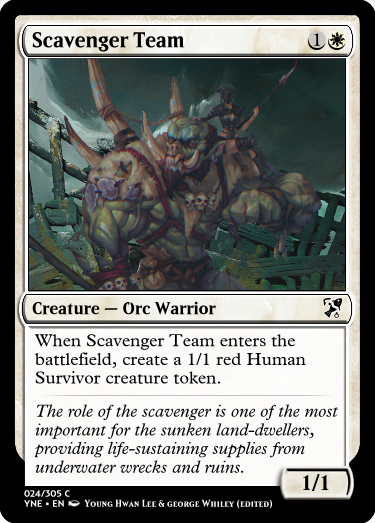 Scavenger Team 1
Creature — Orc Warrior
When Scavenger Team enters the
battlefield, create a 1/1 red Human
Survivor creature token.
The role of the scavenger is one of the most
important for the sunken land-dwellers,
providing life-sustaining supplies from
underwater wrecks and ruins.
1/1
024/305 C
YNE • EN Young Hwan Lee & george Whiley (edited)